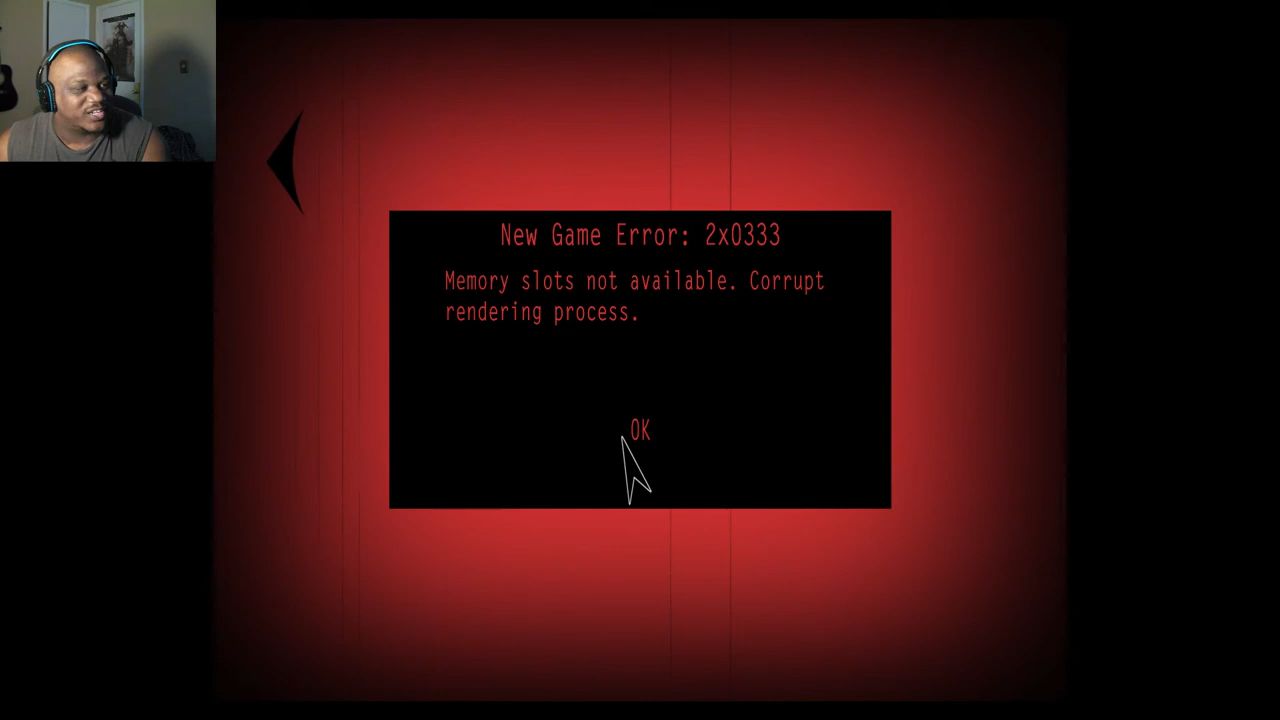 New Game Error: 2x0333
Memory slots not available. Corrupt
rendering process.
OK